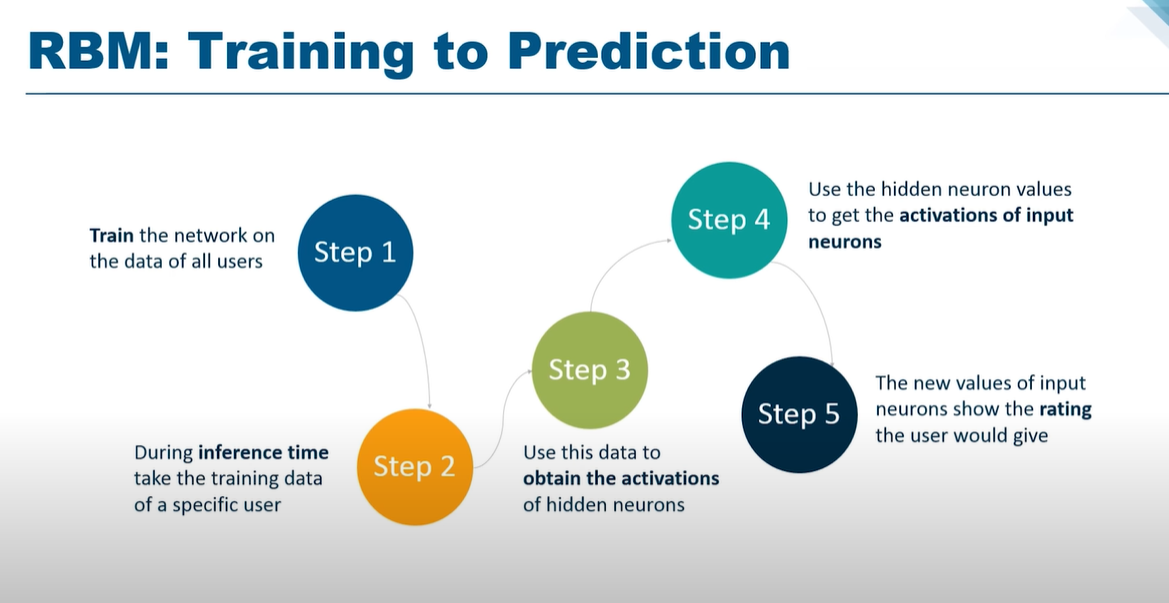 RBM: Training to Prediction
Train the network on
the data of all users
Step 1
During inference time
take the training data
of a specific user
Step 2
Step 3
Use this data to
obtain the activations
of hidden neurons
Step 4
Use the hidden neuron values
to get the activations of input
neurons
Step 5
The new values of input
neurons show the rating
the user would give